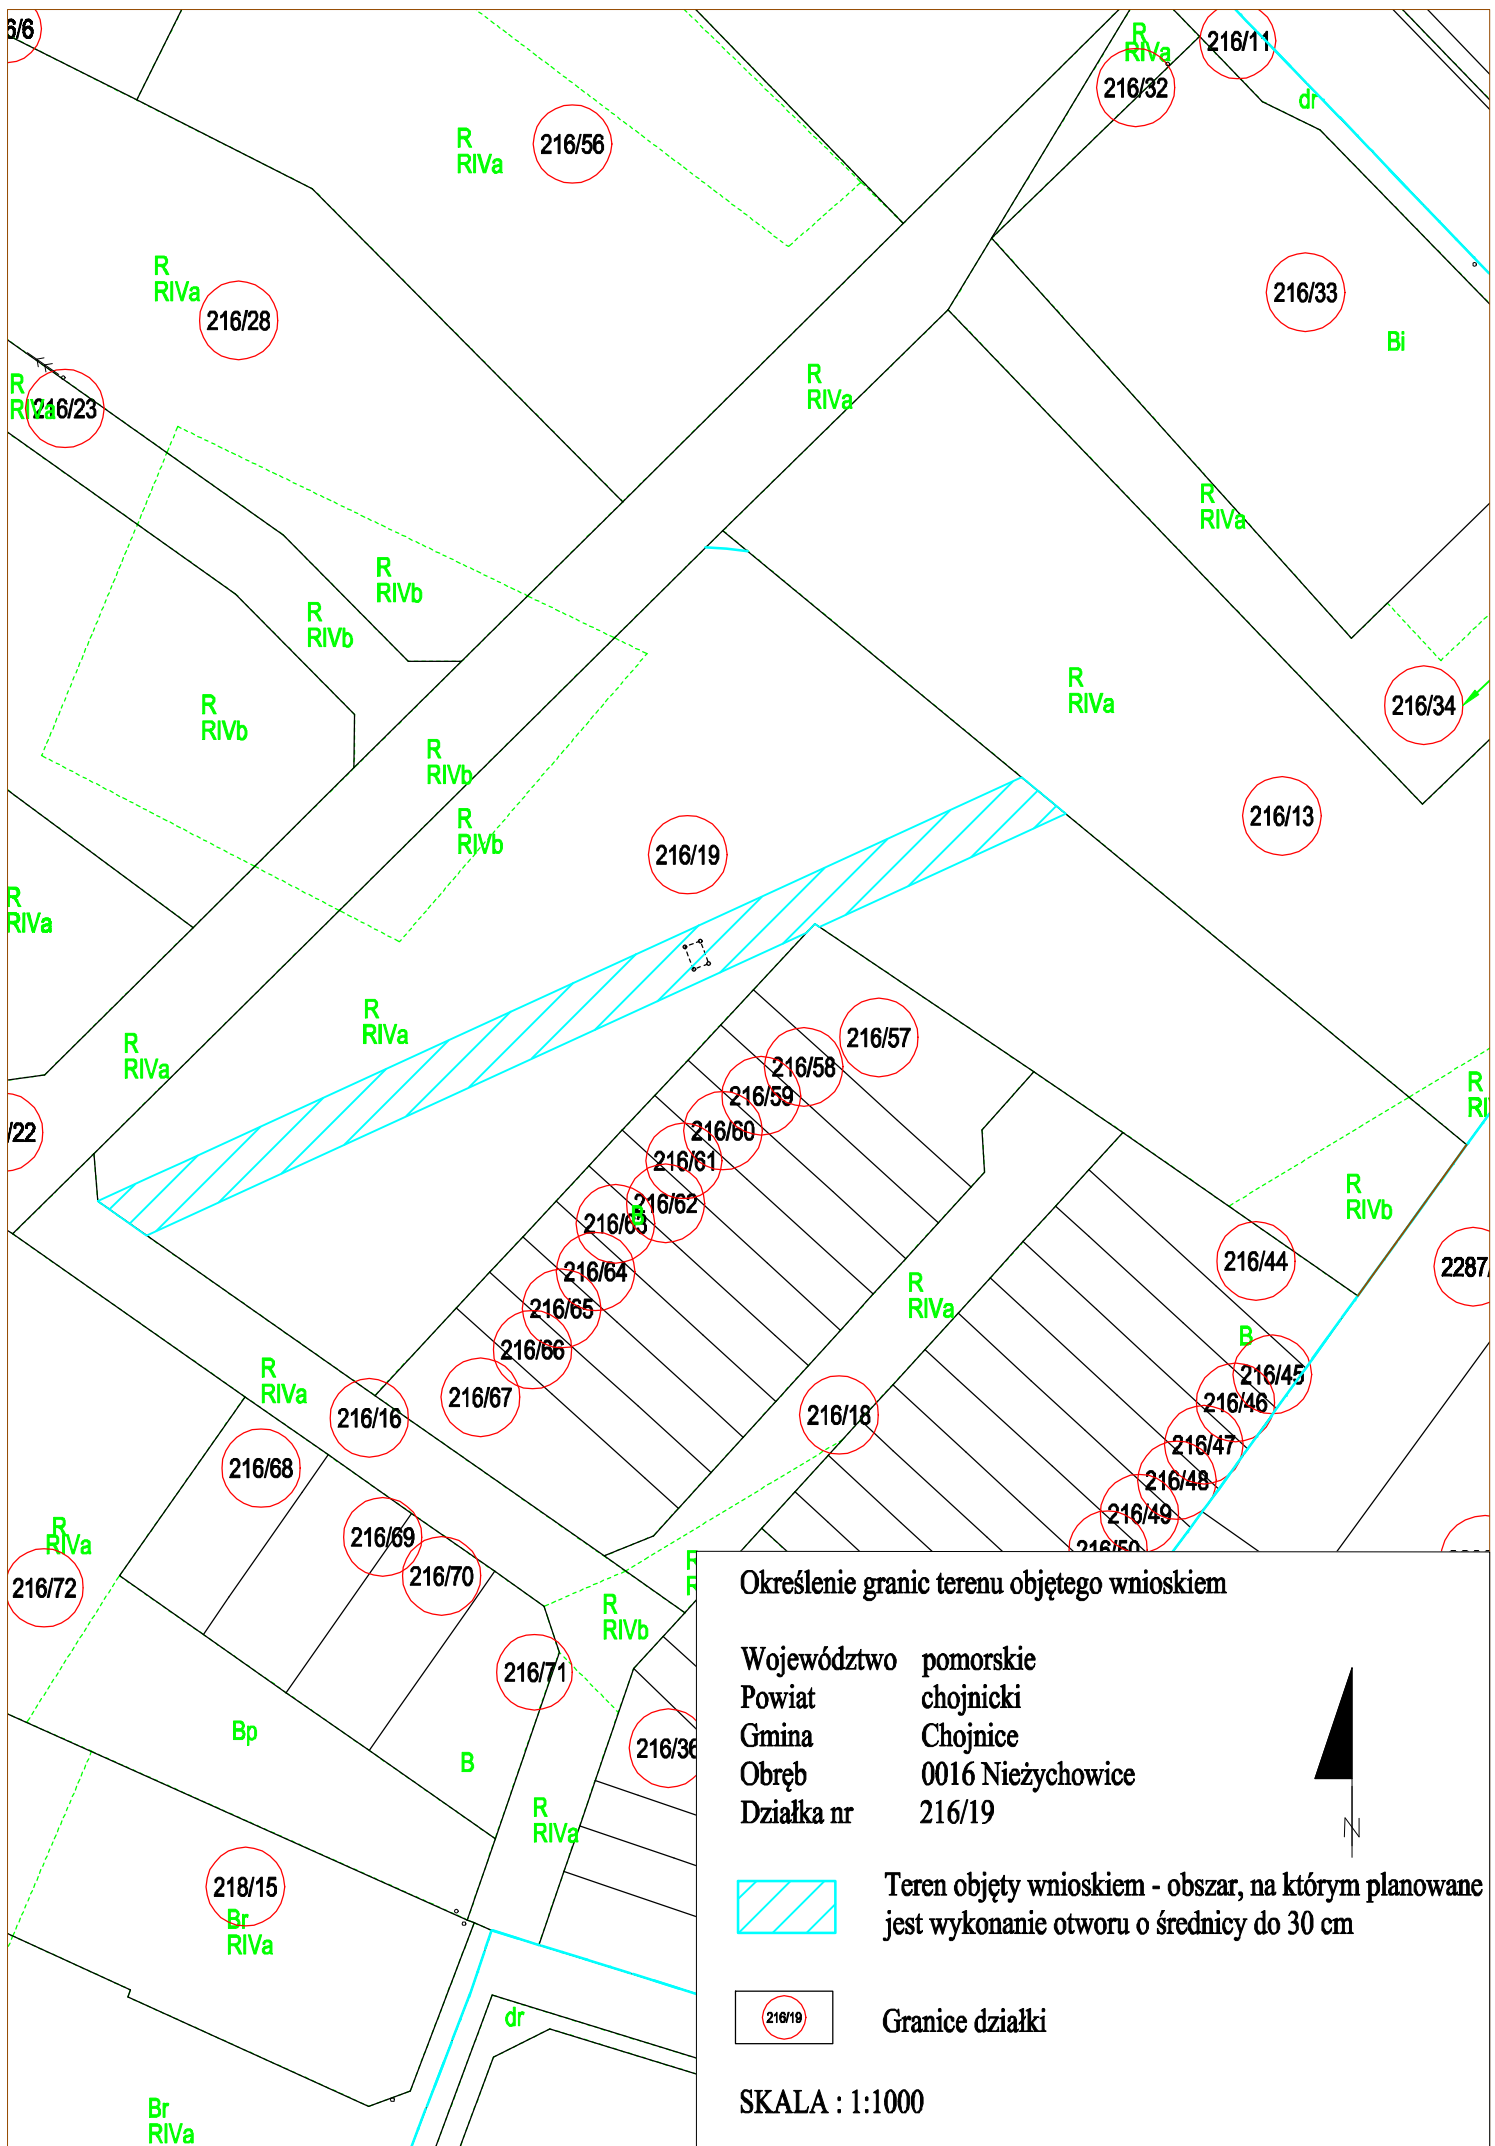 6/6
R
RIVa
216/11
216/32
dr
R
RIVa
216/56
R
RIVa
216/28
216/33
Bi
R
RIVa
216/23
R
RIVa
R
RIVa
R
RIVb
R
RIVb
R
RIVa
216/34
R
RIVb
R
RIVb
R
RIVb
216/13
216/19
R
RIVa
R
RIVa
R
RIVa
216/57
216/58
216/59
216/60
216/61
216/62
216/63
B
216/64
216/65
216/66
216/67
/22
R
R
RIVb
216/44
2287/
R
RIVa
B
216/45
216/46
216/47
216/48
216/49
216/50
216/18
R
RIVa
216/16
216/68
216/69
216/70
R
RIVa
216/72
R
RIVb
216/71
216/36
Bp
B
R
RIVa
218/15
Br
RIVa
dr
Br
RIVa
Określenie granic terenu objętego wnioskiem
Województwo pomorskie
Powiat chojnicki
Gmina Chojnice
Obręb 0016 Nieżychowice
Działka nr 216/19
N
Teren objęty wnioskiem - obszar, na którym planowane
jest wykonanie otworu o średnicy do 30 cm
216/19
Granice działki
SKALA : 1:1000